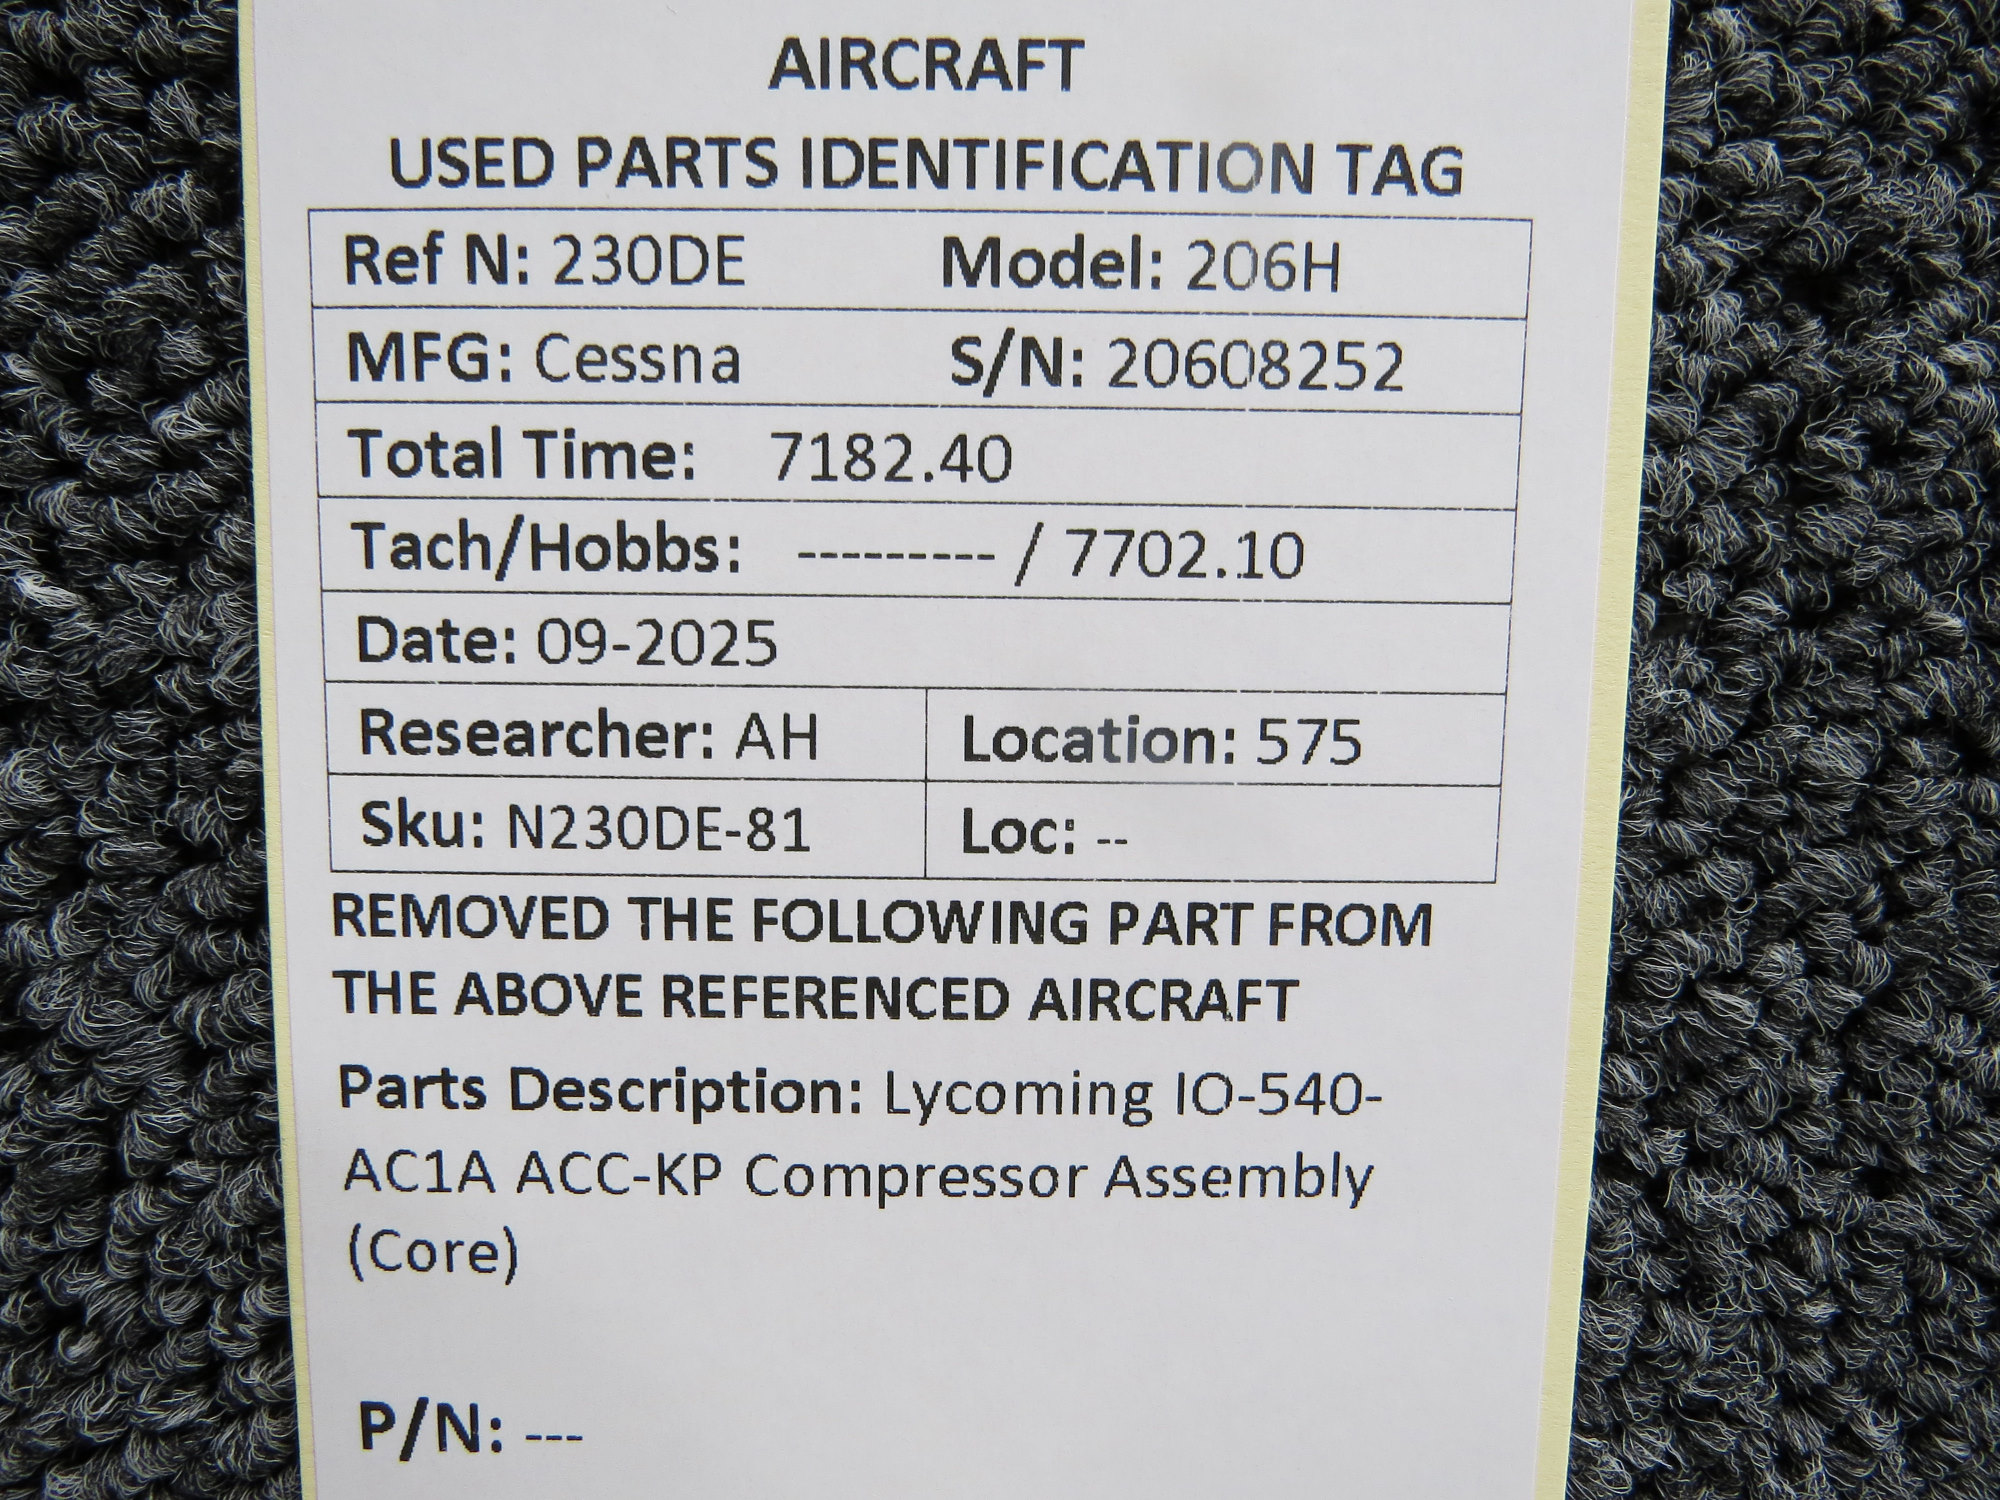 AIRCRAFT
USED PARTS IDENTIFICATION TAG
Ref N: 230DE Model: 206H
MFG: Cessna S/N: 20608252
Total Time: 7182.40
Tach/Hobbs: --------- / 7702.10
Date: 09-2025
Researcher: AH Location: 575
Sku: N230DE-81 Loc: --
REMOVED THE FOLLOWING PART FROM
THE ABOVE REFERENCED AIRCRAFT
Parts Description: Lycoming IO-540-
AC1A ACC-KP Compressor Assembly
(Core)
P/N: ---